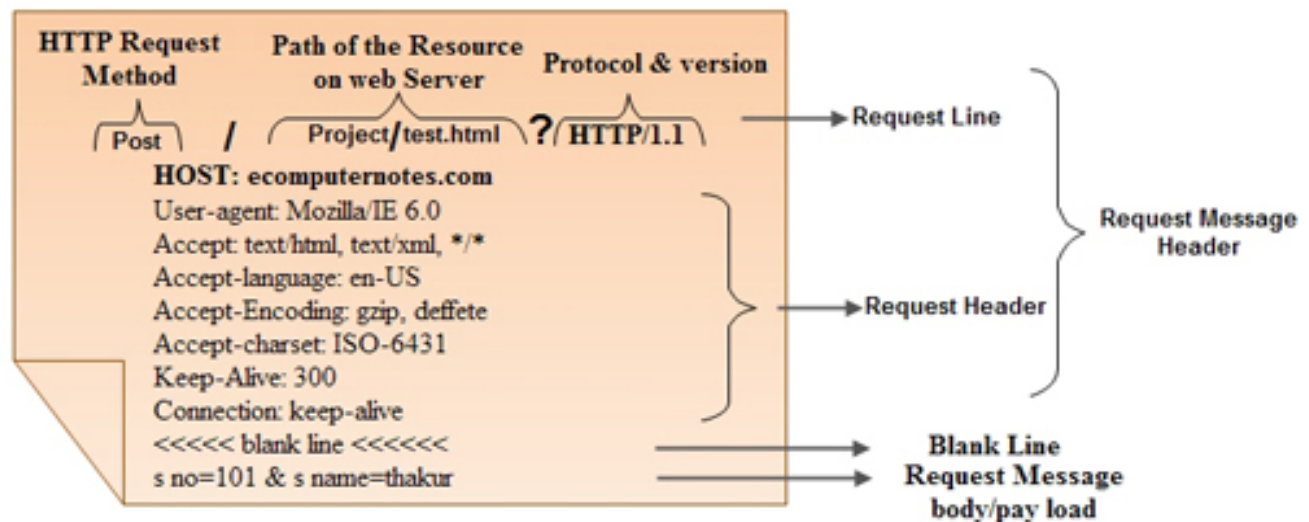 HTTP Request Method
Path of the Resource on web Server
Protocol & version
Post / Project/test.html ? HTTP/1.1
Request Line
HOST: ecomputernotes.com
User-agent: Mozilla/IE 6.0
Accept: text/html, text/xml, */*
Accept-language: en-US
Accept-Encoding: gzip, deffete
Accept-charset: ISO-6431
Keep-Alive: 300
Connection: keep-alive
Request Header
Request Message Header
<<<<< blank line <<<<<<
Blank Line
s no=101 & s name=thakur
Request Message
body/pay load